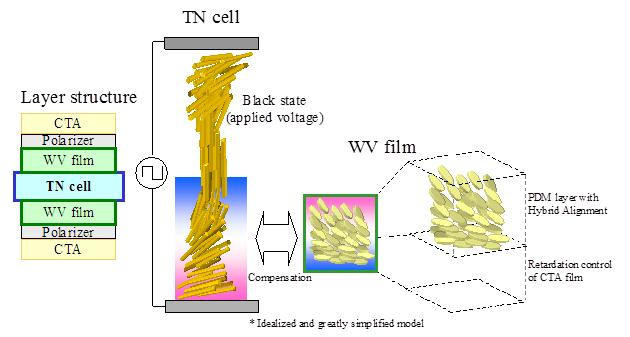 TN cell
Layer structure
CTA
Polarizer
WV film
TN cell
WV film
Polarizer
CTA
Black state
(applied voltage)
Compensation
WV film
PDM layer with
Hybrid Alignment
Retardation control
of CTA film
* Idealized and greatly simplified model